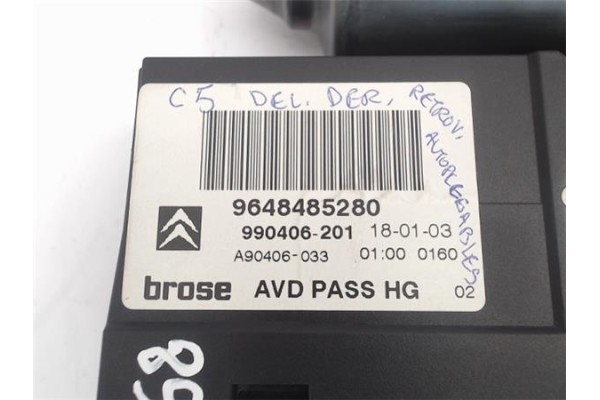 C5 DEL. DER, RETROV, AUTOPLEGABLES
9648485280
990406-201 18-01-03
A90406-033 01:00 0160
brose AVD PASS HG 02